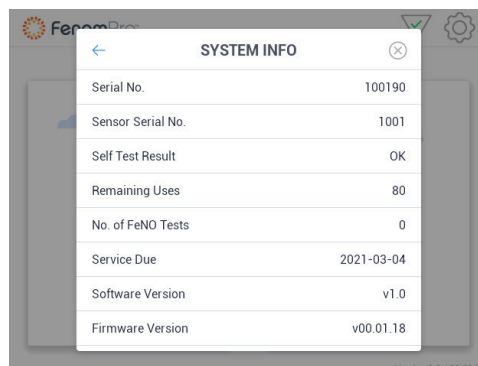 SYSTEM INFO
Serial No. 100190
Sensor Serial No. 1001
Self Test Result OK
Remaining Uses 80
No. of FeNO Tests 0
Service Due 2021-03-04
Software Version v1.0
Firmware Version v00.01.18